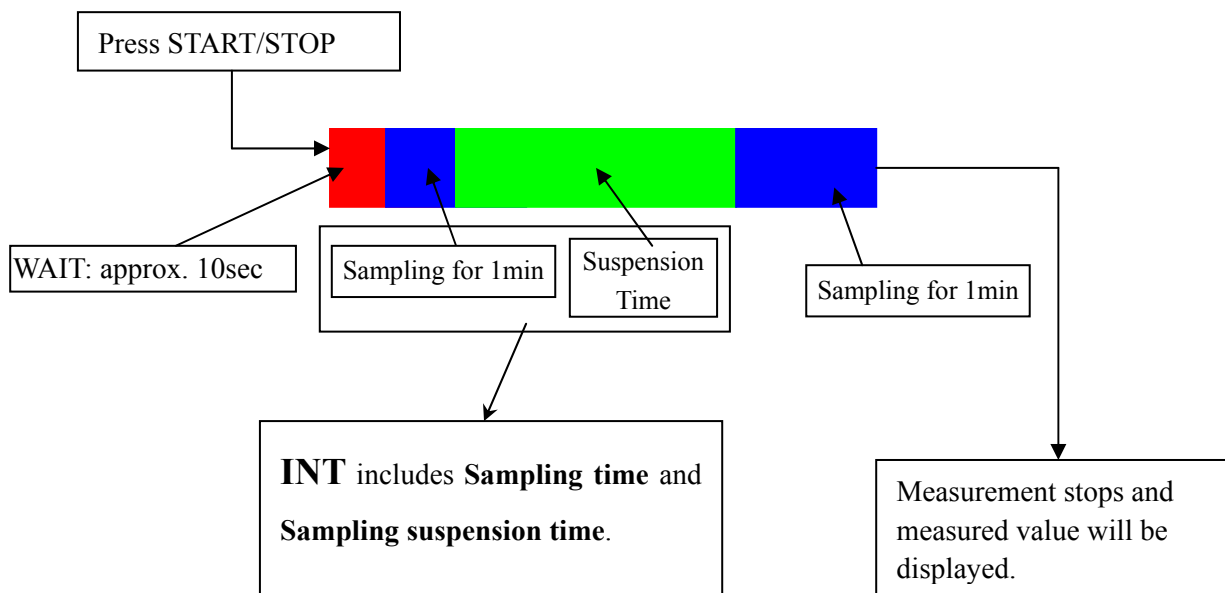 Press START/STOP
WAIT: approx. 10sec
Sampling for 1min
Suspension
Time
Sampling for 1min
INT includes Sampling time and
Sampling suspension time.
Measurement stops and
measured value will be
displayed.